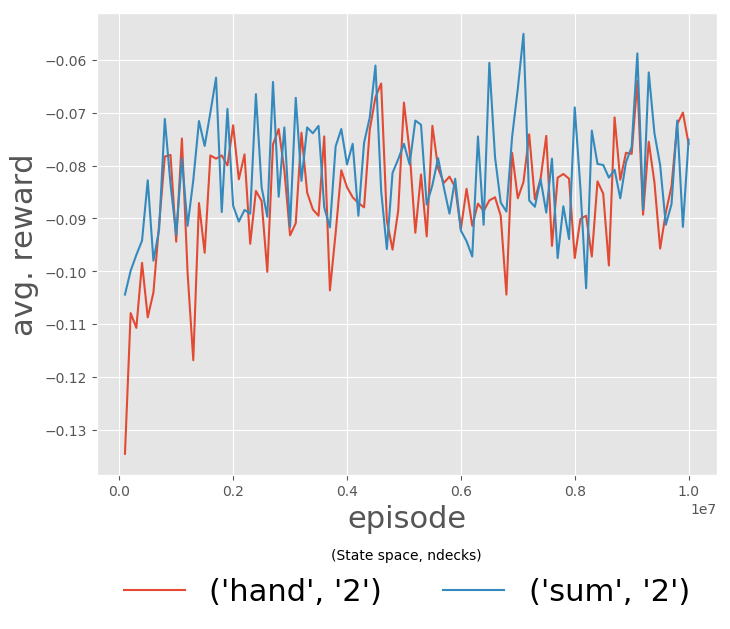 avg. reward
−0.06
−0.07
−0.08
−0.09
−0.10
−0.11
−0.12
−0.13
0.0 0.2 0.4 0.6 0.8 1.0
1e7
episode
(State space, ndecks)
('hand', '2') ('sum', '2')